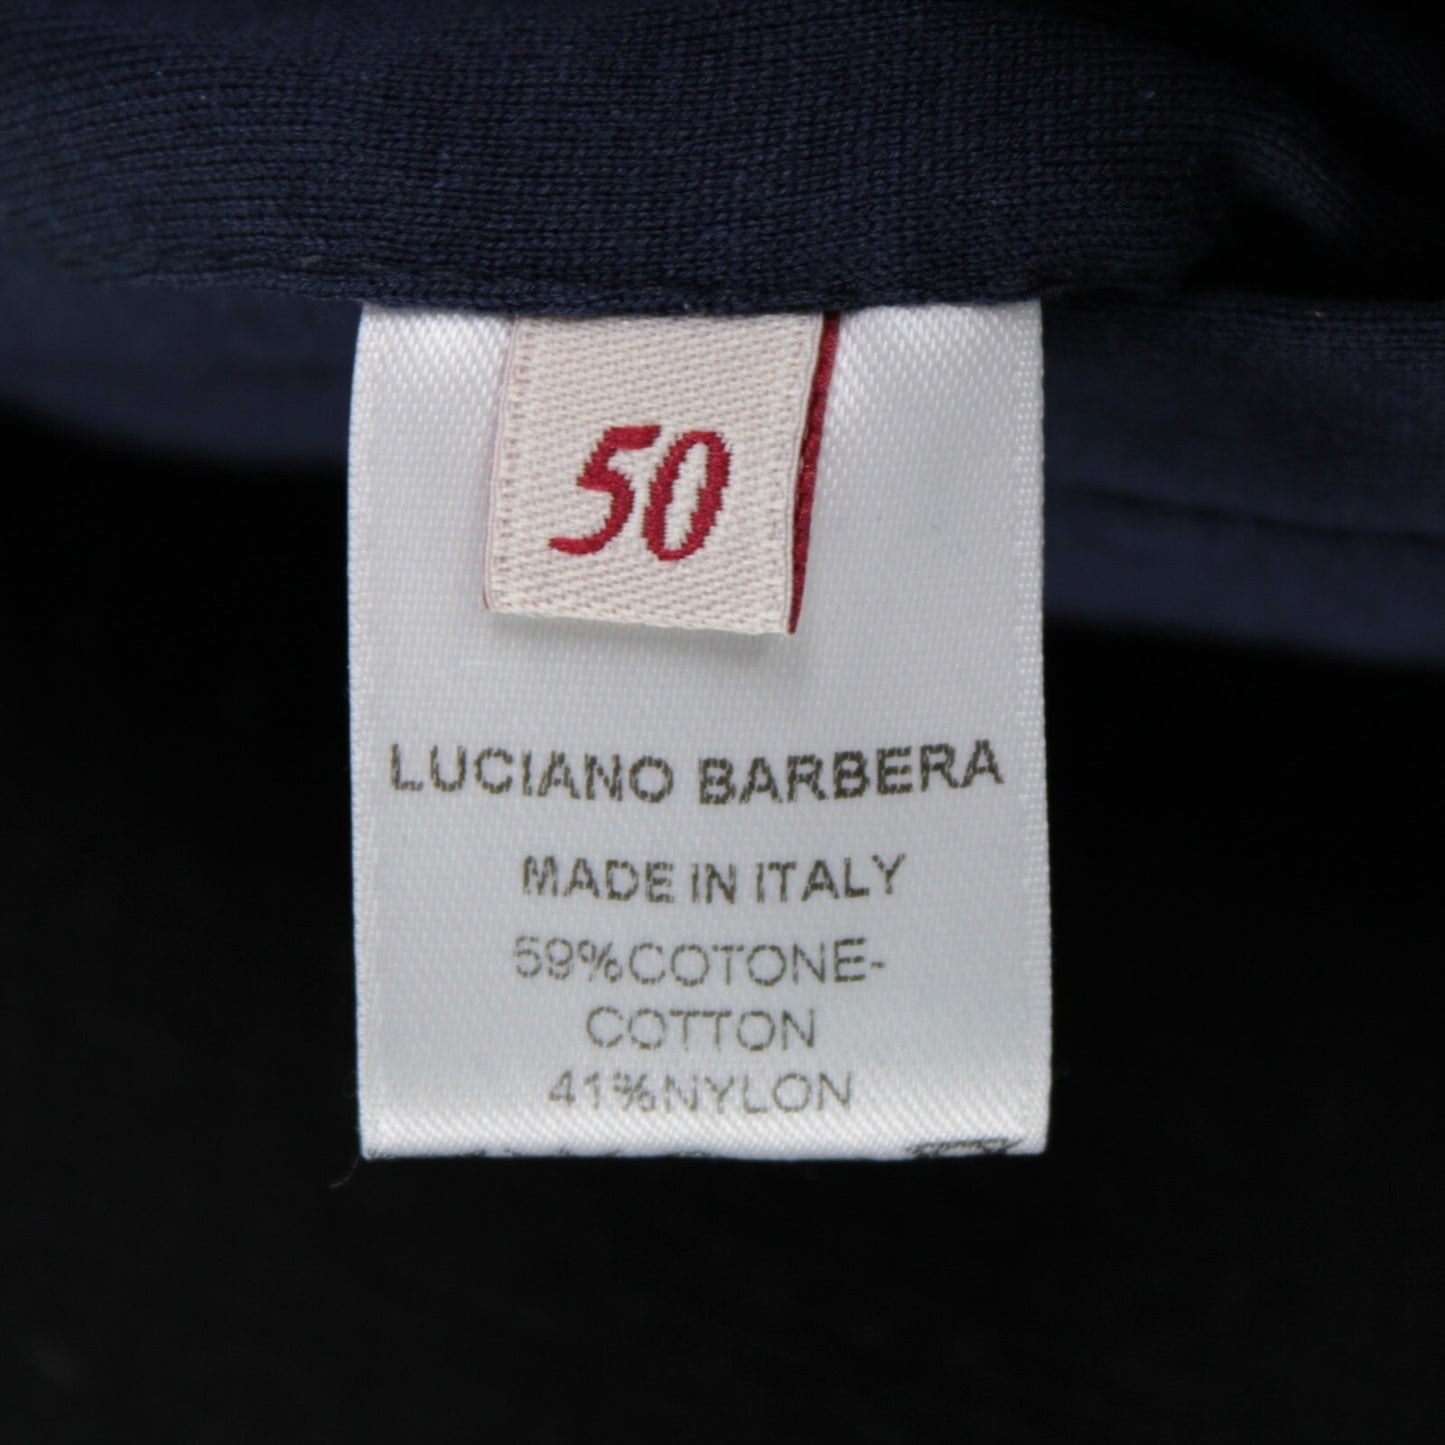 50
LUCIANO BARBERA
MADE IN ITALY
59%COTONE-
COTTON
41%NYLON